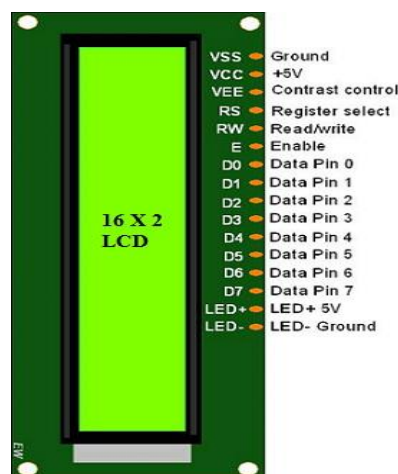 VSS Ground
VCC +5V
VEE Contrast control
RS Register select
RW Read/write
E Enable
D0 Data Pin 0
D1 Data Pin 1
D2 Data Pin 2
D3 Data Pin 3
D4 Data Pin 4
D5 Data Pin 5
D6 Data Pin 6
D7 Data Pin 7
LED+ LED+ 5V
LED- LED- Ground
16 X 2
LCD
EW